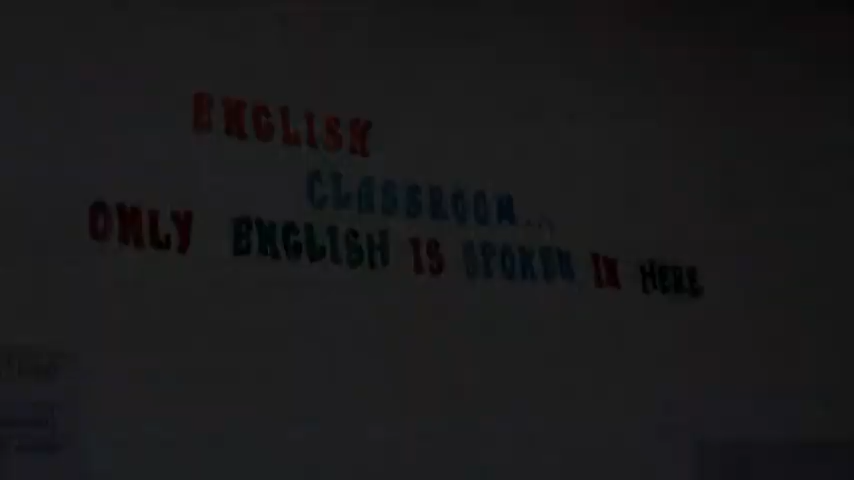 ENGLISH
CLASSROOM...
ONLY ENGLISH IS SPOKEN IN HERE